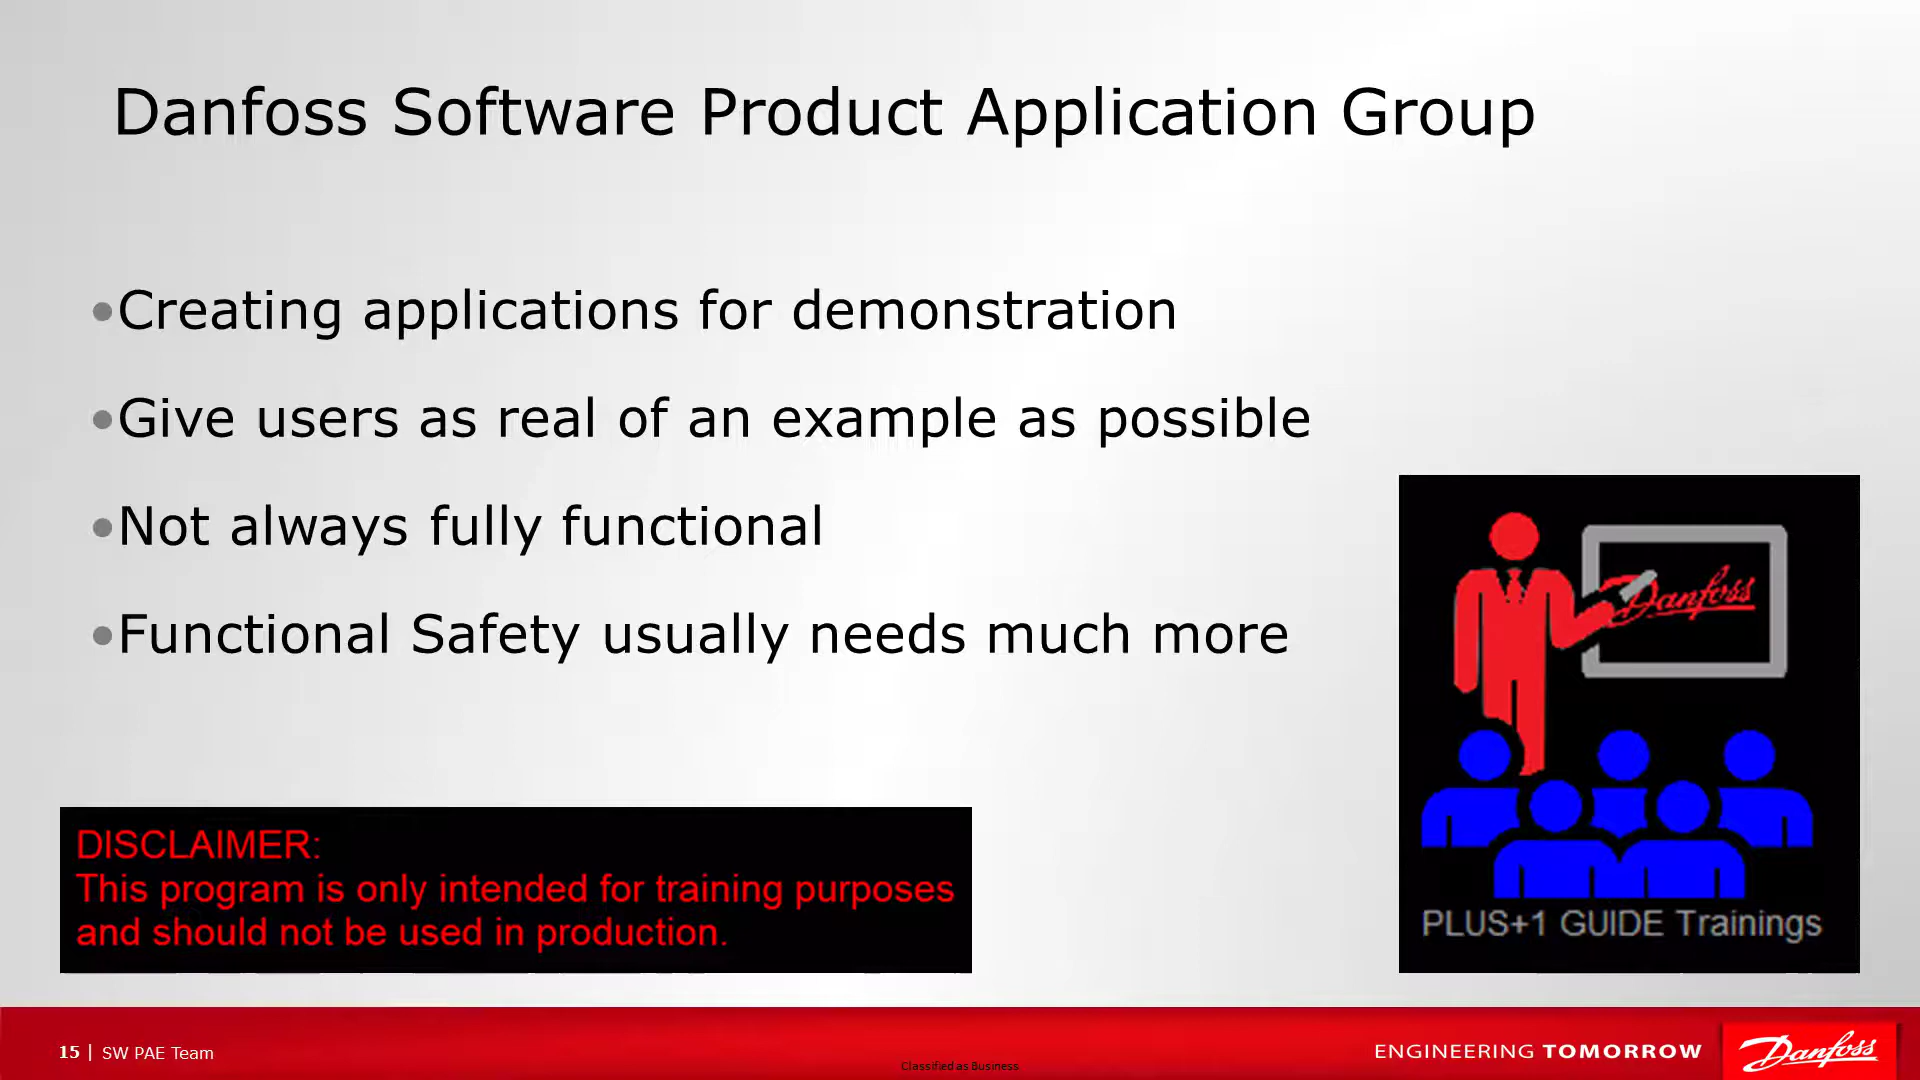 Danfoss Software Product Application Group
•Creating applications for demonstration
•Give users as real of an example as possible
•Not always fully functional
•Functional Safety usually needs much more
Danfoss
PLUS+1 GUIDE Trainings
DISCLAIMER:
This program is only intended for training purposes
and should not be used in production.
15 | SW PAE Team
Classified as Business
ENGINEERING TOMORROW
Danfoss